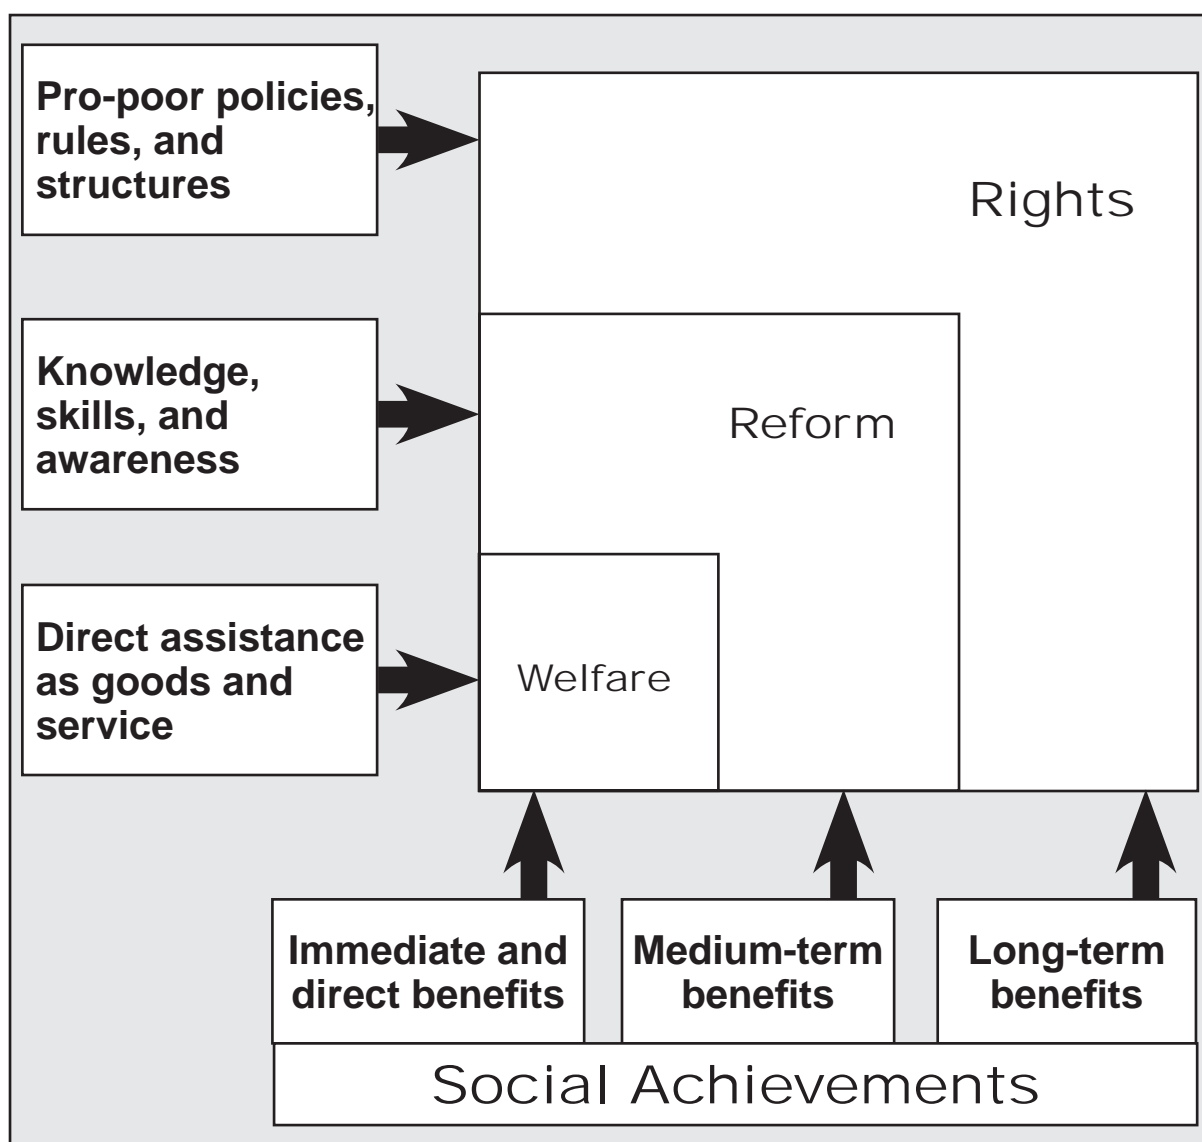 Pro-poor policies,
rules, and
structures
Rights
Knowledge,
skills, and
awareness
Reform
Direct assistance
as goods and
service
Welfare
Immediate and
direct benefits
Medium-term
benefits
Long-term
benefits
Social Achievements